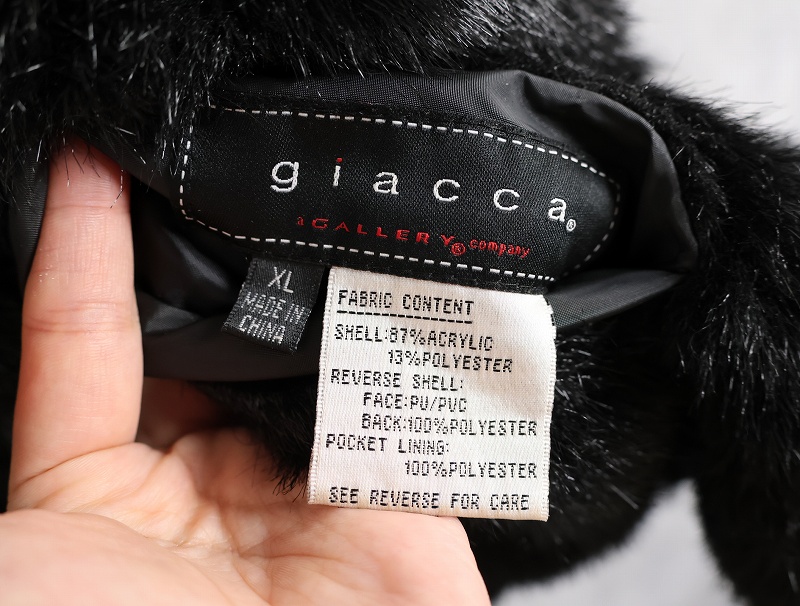 giacca®
a GALLERY® company
XL
MADE IN
CHINA
FABRIC CONTENT
SHELL:87%ACRYLIC
13%POLYESTER
REVERSE SHELL:
FACE:PU/PVC
BACK:100%POLYESTER
POCKET LINING:
100%POLYESTER
SEE REVERSE FOR CARE